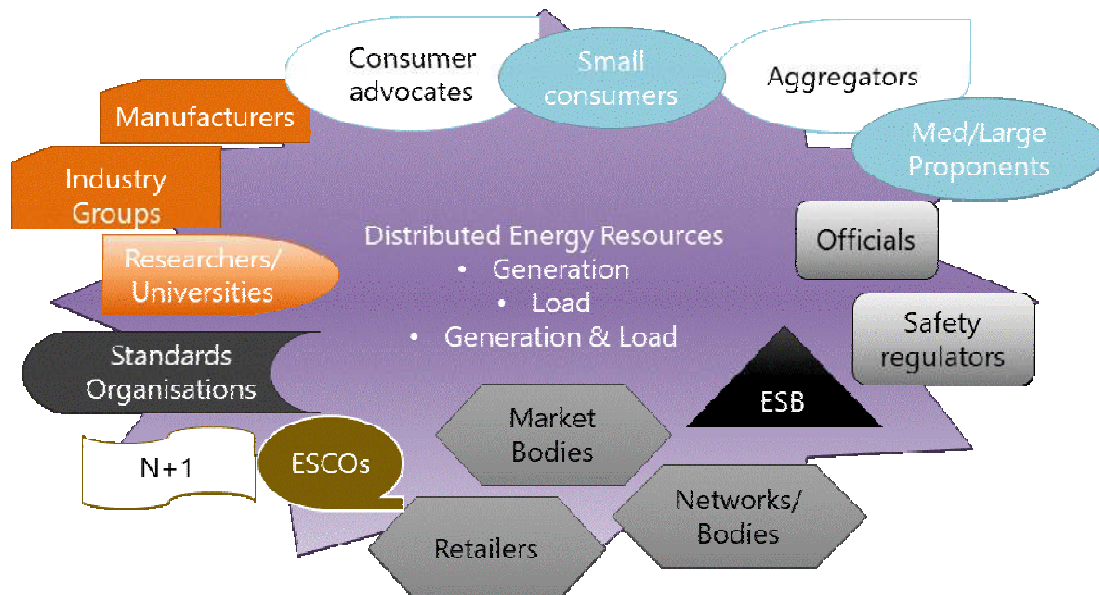 Consumer
advocates
Small
consumers
Aggregators
Manufacturers
Med/Large
Proponents
Industry
Groups
Distributed Energy Resources
• Generation
• Load
• Generation & Load
Officials
Researchers/
Universities
Safety
regulators
Standards
Organisations
ESB
Market
Bodies
N+1
ESCOs
Networks/
Bodies
Retailers